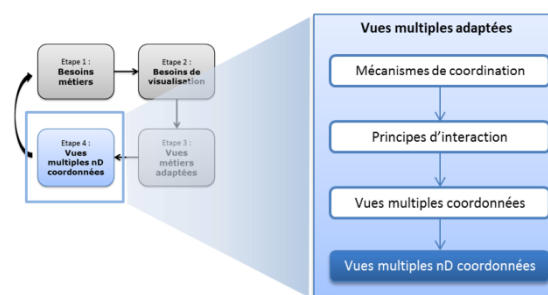 Etape 1 :
Besoins
métiers
Etape 2 :
Besoins de
visualisation
Etape 4 :
Vues
multiples nD
coordonnées
Etape 3 :
Vues
métiers
adaptées
Vues multiples adaptées
Mécanismes de coordination
Principes d'interaction
Vues multiples coordonnées
Vues multiples nD coordonnées